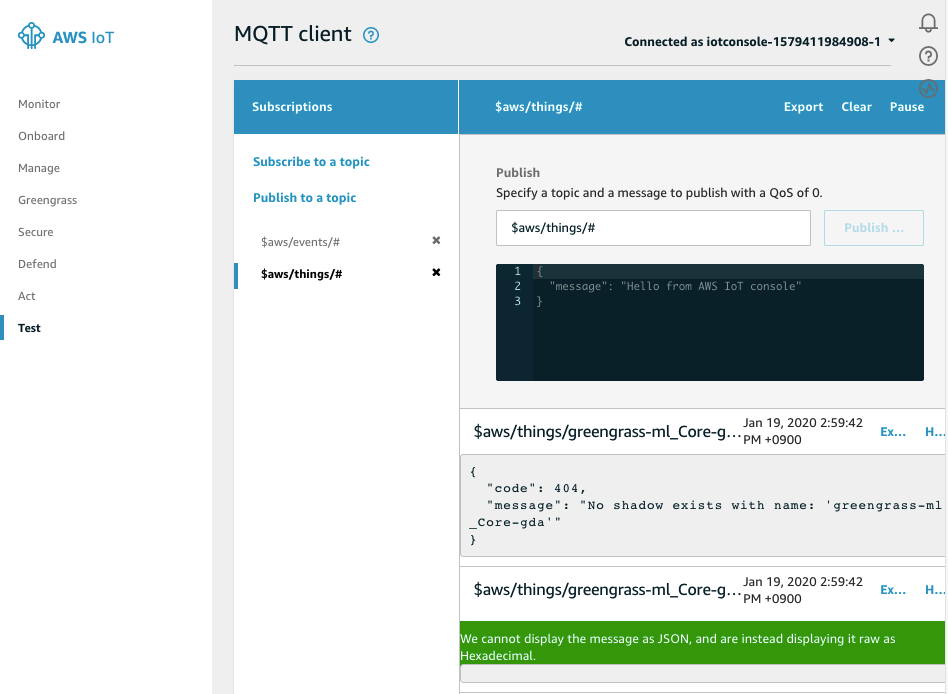 AWS IoT
Monitor
Onboard
Manage
Greengrass
Secure
Defend
Act
Test
MQTT client ?
Connected as iotconsole-1579411984908-1
Subscriptions
Subscribe to a topic
Publish to a topic
$aws/events/#
$aws/things/#
$aws/things/# Export Clear Pause
Publish
Specify a topic and a message to publish with a QoS of 0.
$aws/things/# Publish ...
1 {
2 "message": "Hello from AWS IoT console"
3 }
$aws/things/greengrass-ml_Core-g... Jan 19, 2020 2:59:42 Ex... H...
PM +0900
{
"code": 404,
"message": "No shadow exists with name: 'greengrass-ml
_Core-gda'"
}
$aws/things/greengrass-ml_Core-g... Jan 19, 2020 2:59:42 Ex... H...
PM +0900
We cannot display the message as JSON, and are instead displaying it raw as
Hexadecimal.